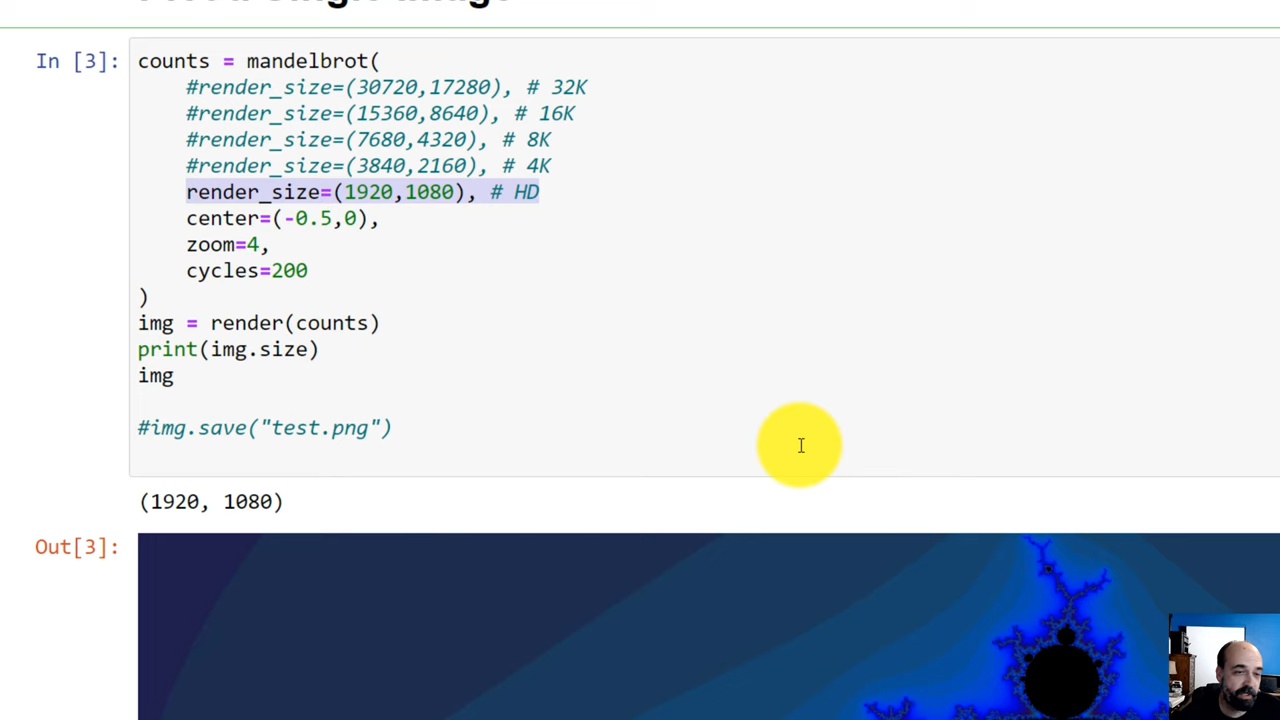 In [3]:
counts = mandelbrot(
#render_size=(30720,17280), # 32K
#render_size=(15360,8640), # 16K
#render_size=(7680,4320), # 8K
#render_size=(3840,2160), # 4K
render_size=(1920,1080), # HD
center=(-0.5,0),
zoom=4,
cycles=200
)
img = render(counts)
print(img.size)
img
#img.save("test.png")
(1920, 1080)
Out[3]: